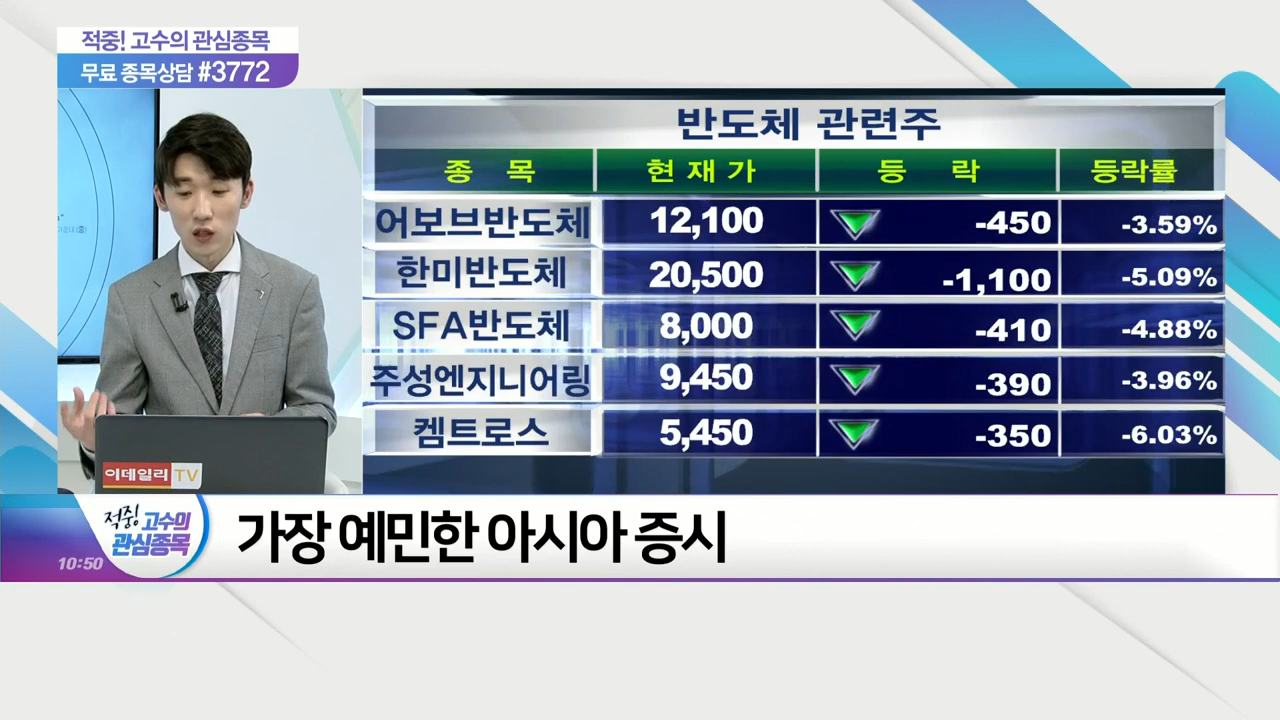 적중! 고수의 관심종목
무료 종목상담 #3772
반도체 관련주
종 목 현 재 가 등 락 등락률
어보브반도체 12,100 ▼ -450 -3.59%
한미반도체 20,500 ▼ -1,100 -5.09%
SFA반도체 8,000 ▼ -410 -4.88%
주성엔지니어링 9,450 ▼ -390 -3.96%
켐트로스 5,450 ▼ -350 -6.03%
이데일리 TV
적중! 고수의
관심종목
10:50
가장 예민한 아시아 증시